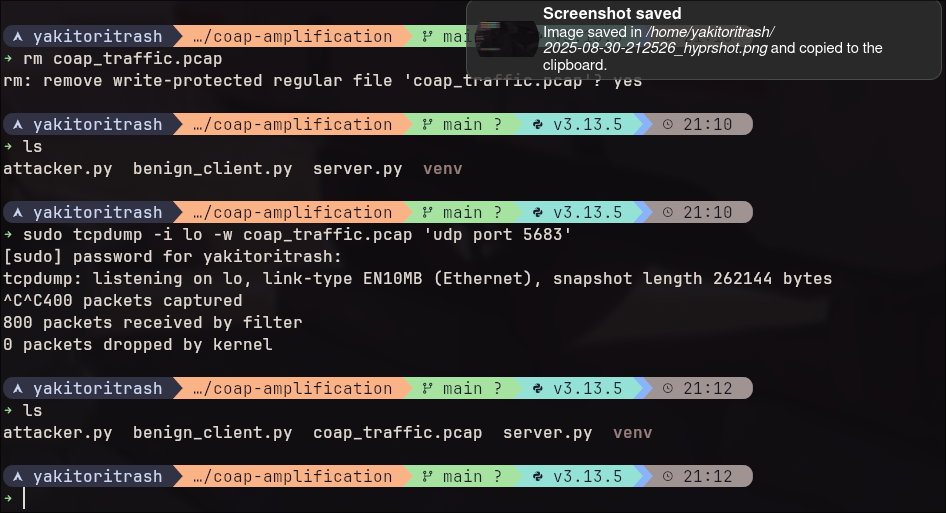 yakitoritrash …/coap-amplification main
Screenshot saved
Image saved in /home/yakitoritrash/
2025-08-30-212526_hyprshot.png and copied to the
clipboard.
→ rm coap_traffic.pcap
rm: remove write-protected regular file 'coap_traffic.pcap'? yes
yakitoritrash …/coap-amplification main ? v3.13.5 21:10
→ ls
attacker.py benign_client.py server.py venv
yakitoritrash …/coap-amplification main ? v3.13.5 21:10
→ sudo tcpdump -i lo -w coap_traffic.pcap 'udp port 5683'
[sudo] password for yakitoritrash:
tcpdump: listening on lo, link-type EN10MB (Ethernet), snapshot length 262144 bytes
^C^C400 packets captured
800 packets received by filter
0 packets dropped by kernel
yakitoritrash …/coap-amplification main ? v3.13.5 21:12
→ ls
attacker.py benign_client.py coap_traffic.pcap server.py venv
yakitoritrash …/coap-amplification main ? v3.13.5 21:12
→